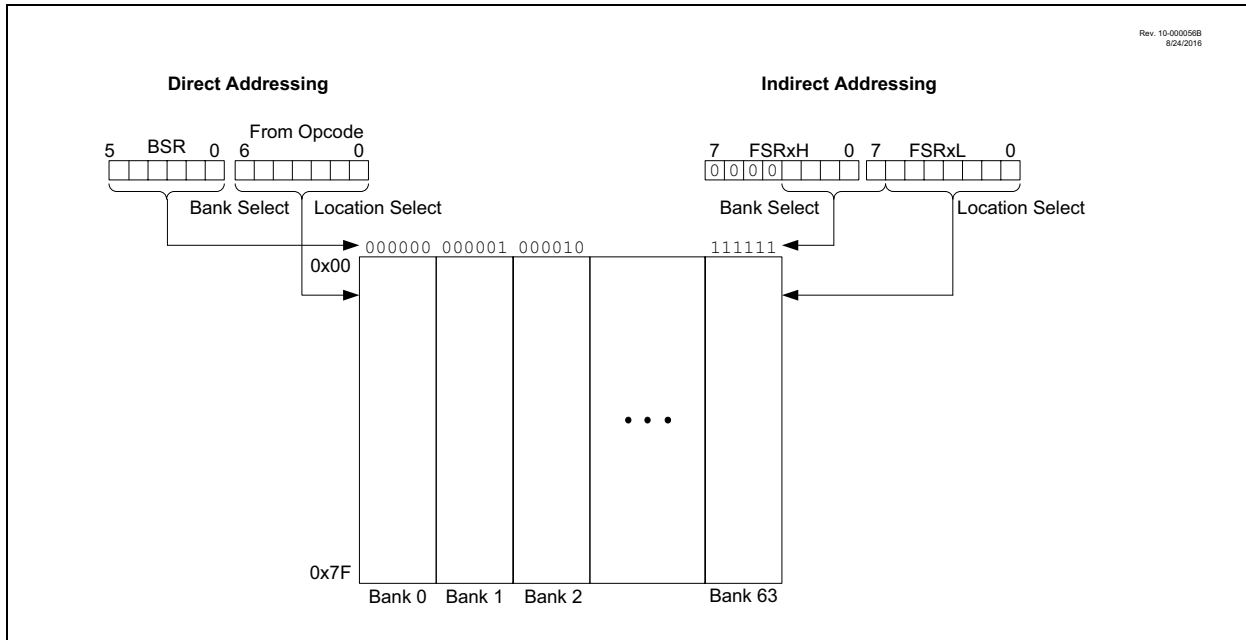 Rev. 10-000056B
8/24/2016
Direct Addressing
Indirect Addressing
From Opcode
5 BSR 0 6 0
7 FSRxH 0 7 FSRxL 0
0 0 0 0
Bank Select Location Select
Bank Select Location Select
000000 000001 000010 111111
0x00
• • •
0x7F
Bank 0 Bank 1 Bank 2 Bank 63